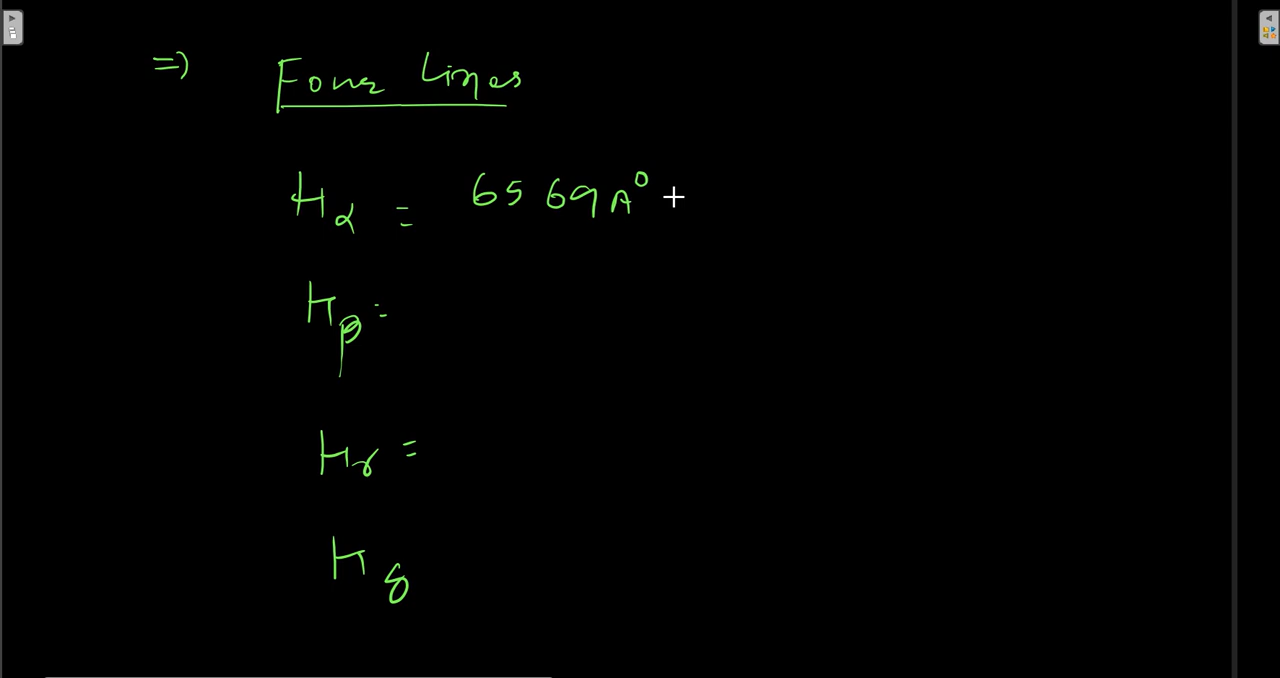 => Four Lines
Hα = 6569A°
Hβ =
Hγ =
Hδ